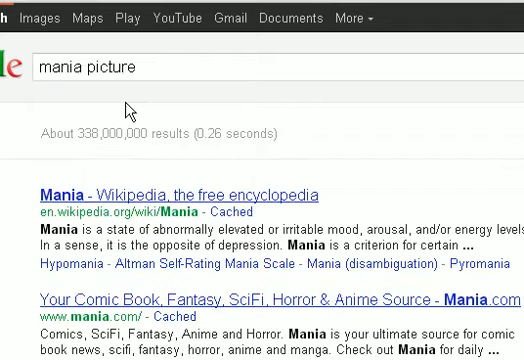 h Images Maps Play YouTube Gmail Documents More
le mania picture
About 338,000,000 results (0.26 seconds)
Mania - Wikipedia, the free encyclopedia
en.wikipedia.org/wiki/Mania - Cached
Mania is a state of abnormally elevated or irritable mood, arousal, and/or energy levels
In a sense, it is the opposite of depression. Mania is a criterion for certain ...
Hypomania - Altman Self-Rating Mania Scale - Mania (disambiguation) - Pyromania
Your Comic Book, Fantasy, SciFi, Horror & Anime Source - Mania.com
www.mania.com/ - Cached
Comics, SciFi, Fantasy, Anime and Horror. Mania is your ultimate source for comic
book news, scifi, fantasy, horror, anime and manga. Check out Mania for daily ...